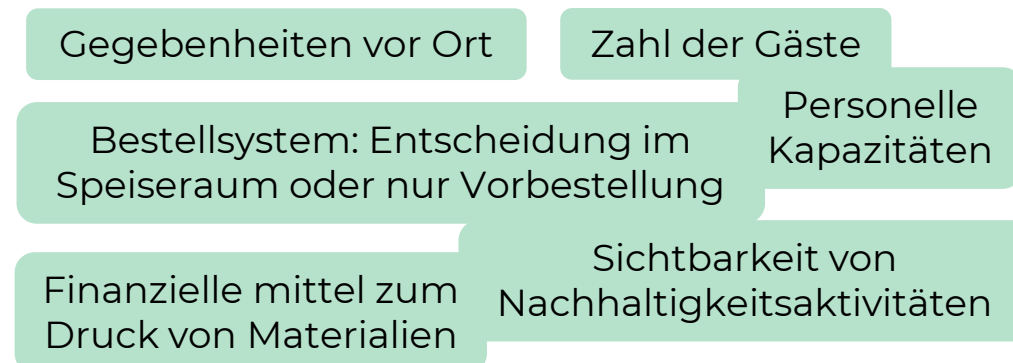 Gegebenheiten vor Ort
Zahl der Gäste
Personelle
Kapazitäten
Bestellsystem: Entscheidung im
Speiseraum oder nur Vorbestellung
Sichtbarkeit von
Nachhaltigkeitsaktivitäten
Finanzielle mittel zum
Druck von Materialien